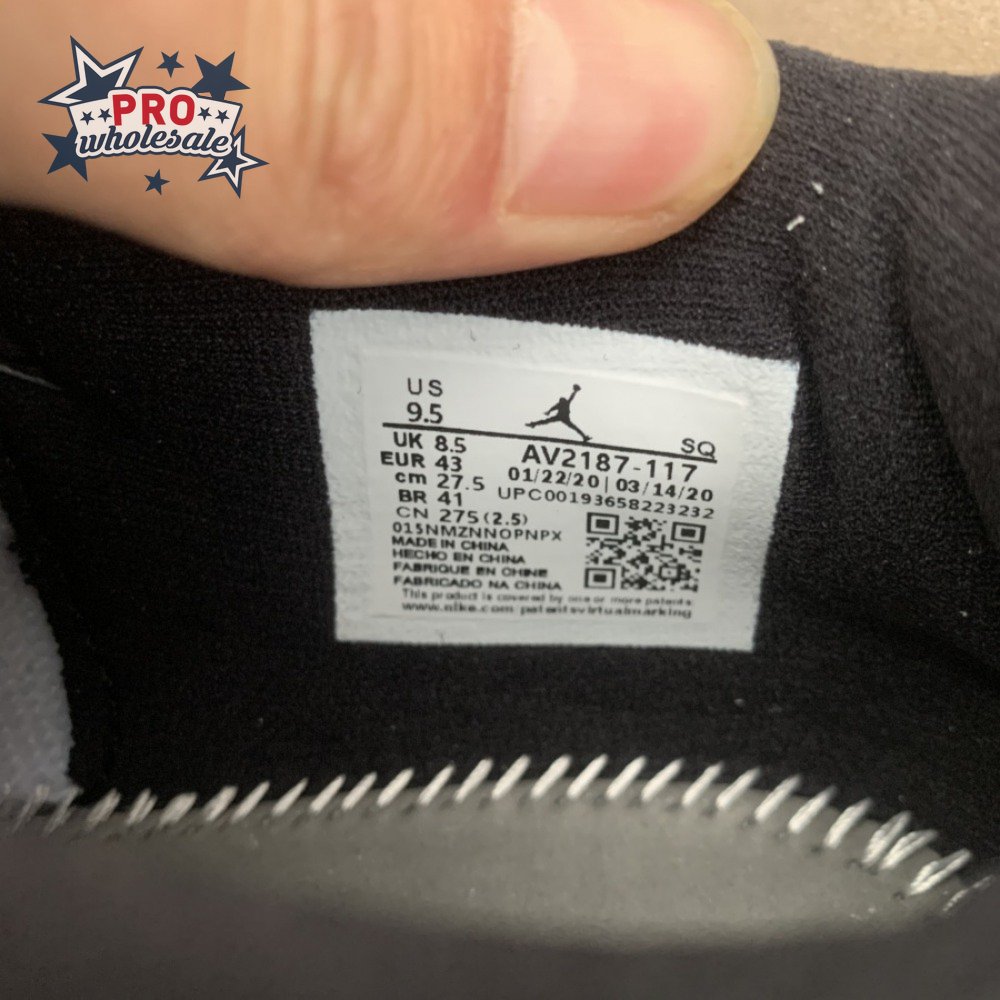 PRO
wholesale
US
9.5
SQ
UK 8.5
AV2187-117
EUR 43
01/22/20 | 03/14/20
cm 27.5
UPC00193658223232
BR 41
CN 275 (2.5)
015NMZNNOPNPX
MADE IN CHINA
HECHO EN CHINA
FABRIQUE EN CHINE
FABRICADO NA CHINA
This product is covered by one or more patents:
www.nike.com patentsvirtualmarking